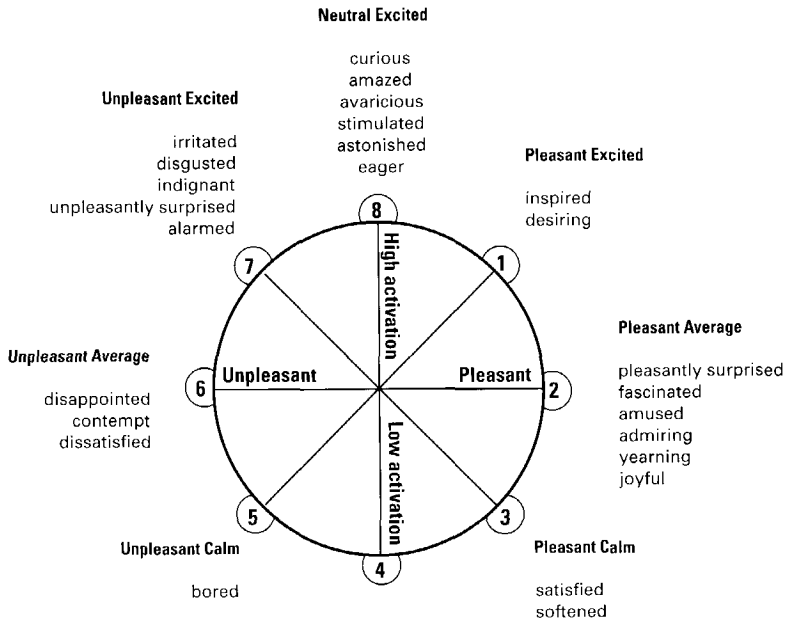 Neutral Excited
curious
amazed
avaricious
stimulated
astonished
eager
Unpleasant Excited
irritated
disgusted
indignant
unpleasantly surprised
alarmed
Pleasant Excited
inspired
desiring
8
7
1
High activation
Unpleasant Average
disappointed
contempt
dissatisfied
6
Unpleasant
Pleasant
2
Pleasant Average
pleasantly surprised
fascinated
amused
admiring
yearning
joyful
Low activation
5
3
4
Unpleasant Calm
bored
Pleasant Calm
satisfied
softened